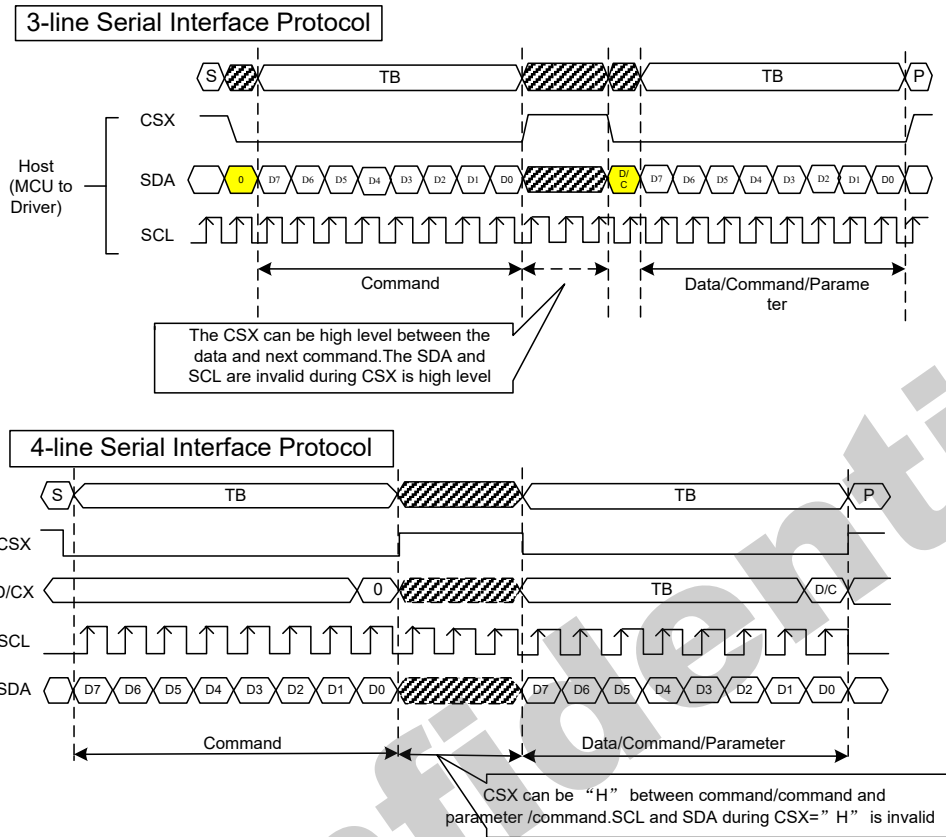 3-line Serial Interface Protocol
S TB TB P
CSX
Host
(MCU to
Driver)
SDA 0 D7 D6 D5 D4 D3 D2 D1 D0 D/
C D7 D6 D5 D4 D3 D2 D1 D0
SCL
Command Data/Command/Parame
ter
The CSX can be high level between the
data and next command.The SDA and
SCL are invalid during CSX is high level
4-line Serial Interface Protocol
S TB TB P
CSX
D/CX 0 TB D/C
SCL
SDA D7 D6 D5 D4 D3 D2 D1 D0 D7 D6 D5 D4 D3 D2 D1 D0
Command Data/Command/Parameter
CSX can be “H” between command/command and
parameter /command.SCL and SDA during CSX=”H” is invalid
fidenti